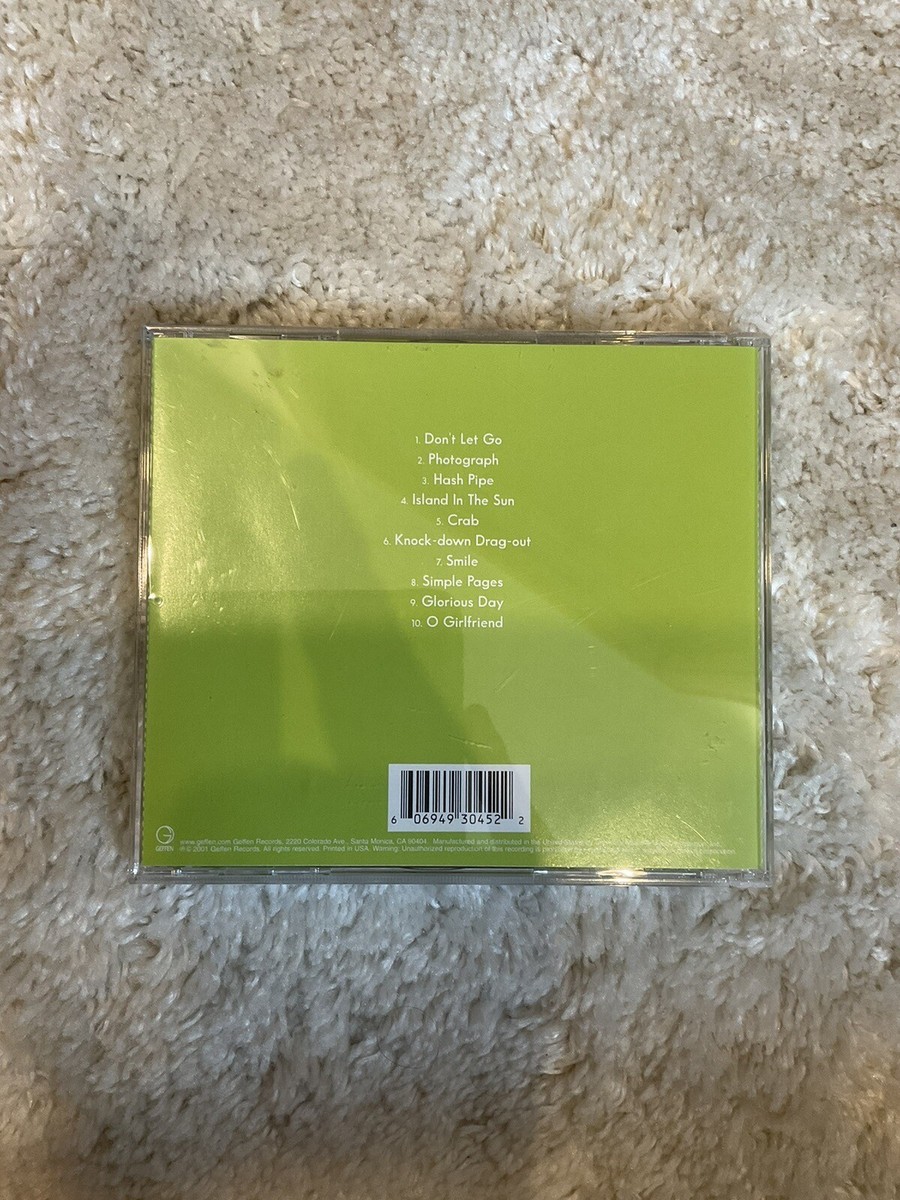 1. Don't Let Go
2. Photograph
3. Hash Pipe
4. Island In The Sun
5. Crab
6. Knock-down Drag-out
7. Smile
8. Simple Pages
9. Glorious Day
10. O Girlfriend
6 06949 30452 2
GEFFEN
www.geffen.com Geffen Records, 2220 Colorado Ave., Santa Monica, CA 90404. Manufactured and distributed in the United States
℗ © 2001 Geffen Records. All rights reserved. Printed in USA. Warning: Unauthorized reproduction of this recording is